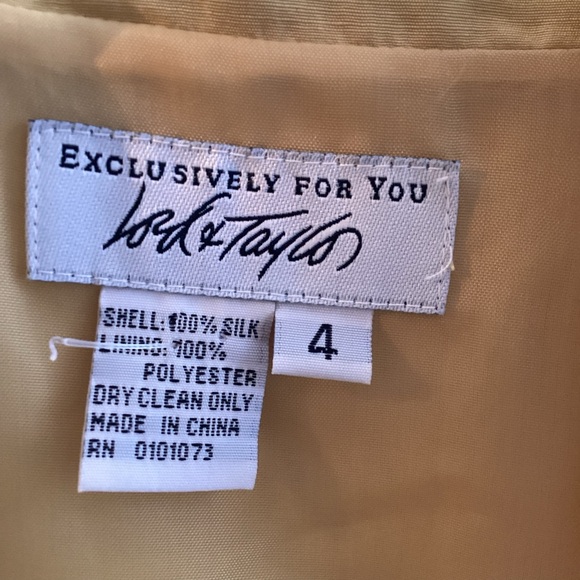 EXCLUSIVELY FOR YOU
Lord & Taylor
SHELL: 100% SILK
LINING: 100%
POLYESTER
DRY CLEAN ONLY
MADE IN CHINA
RN 0101073
4